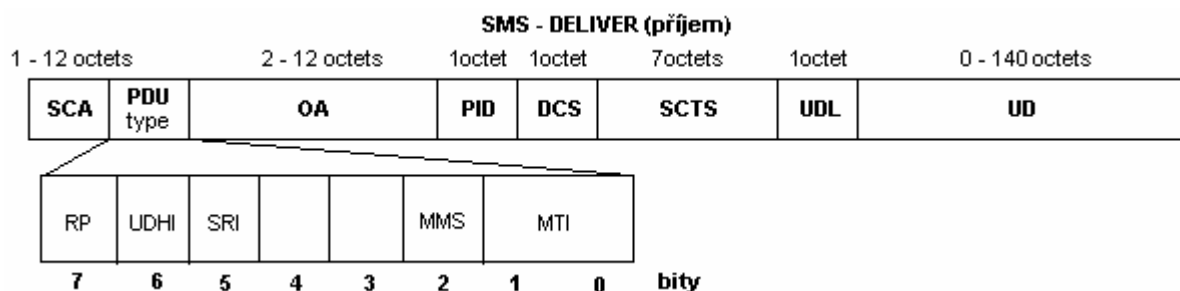 SMS - DELIVER (příjem)
1 - 12 octets 2 - 12 octets 1octet 1octet 7octets 1octet 0 - 140 octets
SCA PDU type OA PID DCS SCTS UDL UD
RP UDHI SRI MMS MTI
7 6 5 4 3 2 1 0 bity